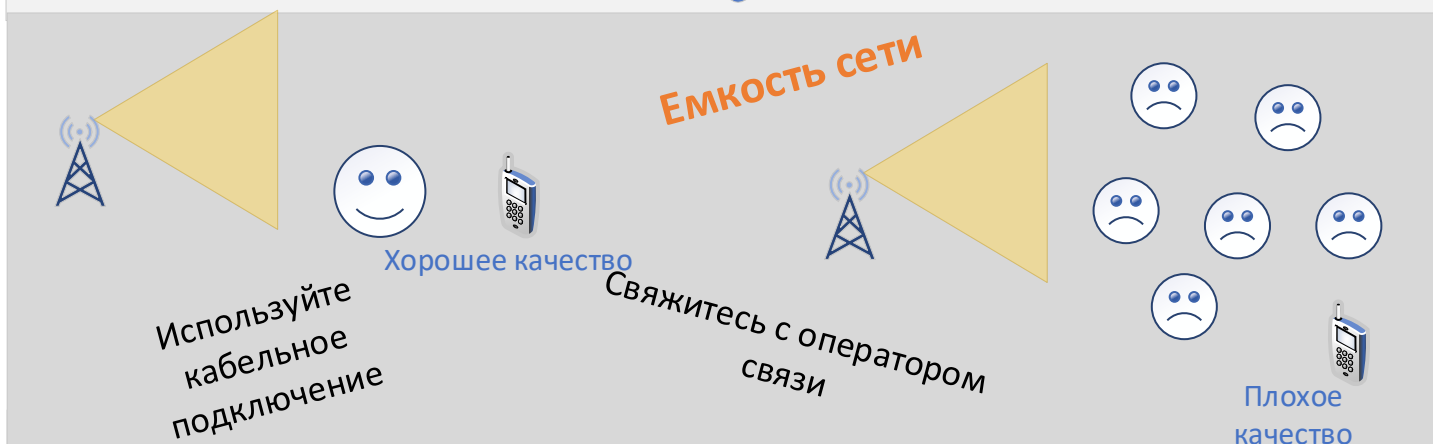 Емкость сети
Хорошее качество
Используйте
кабельное
подключение
Свяжитесь с оператором
связи
Плохое
качество